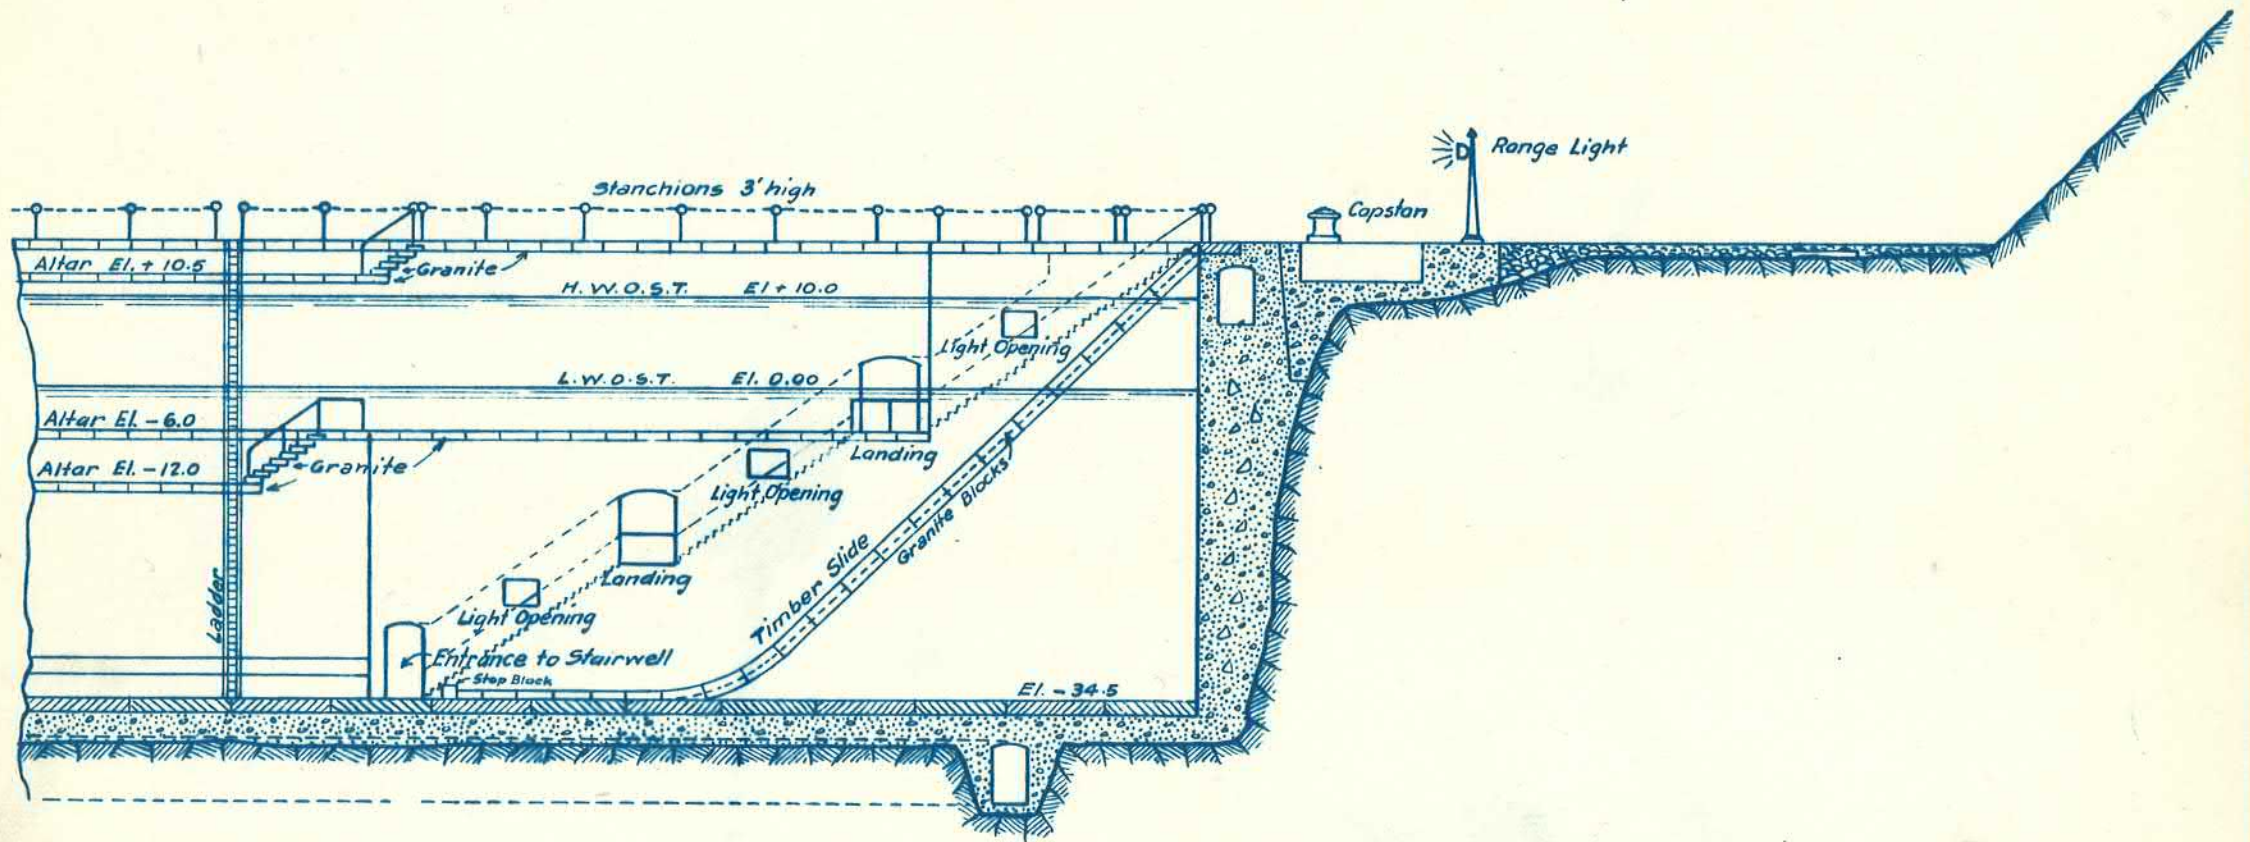 Range Light
Stanchions 3' high
Capstan
Altar El. + 10.5
Granite
H.W.O.S.T. El + 10.0
Light Opening
L.W.O.S.T. El. 0.00
Altar El. - 6.0
Landing
Altar El. - 12.0
Granite
Light Opening
Granite Blocks
Timber Slide
Landing
Ladder
Light Opening
Entrance to Stairwell
Stop Block
El. - 34.5